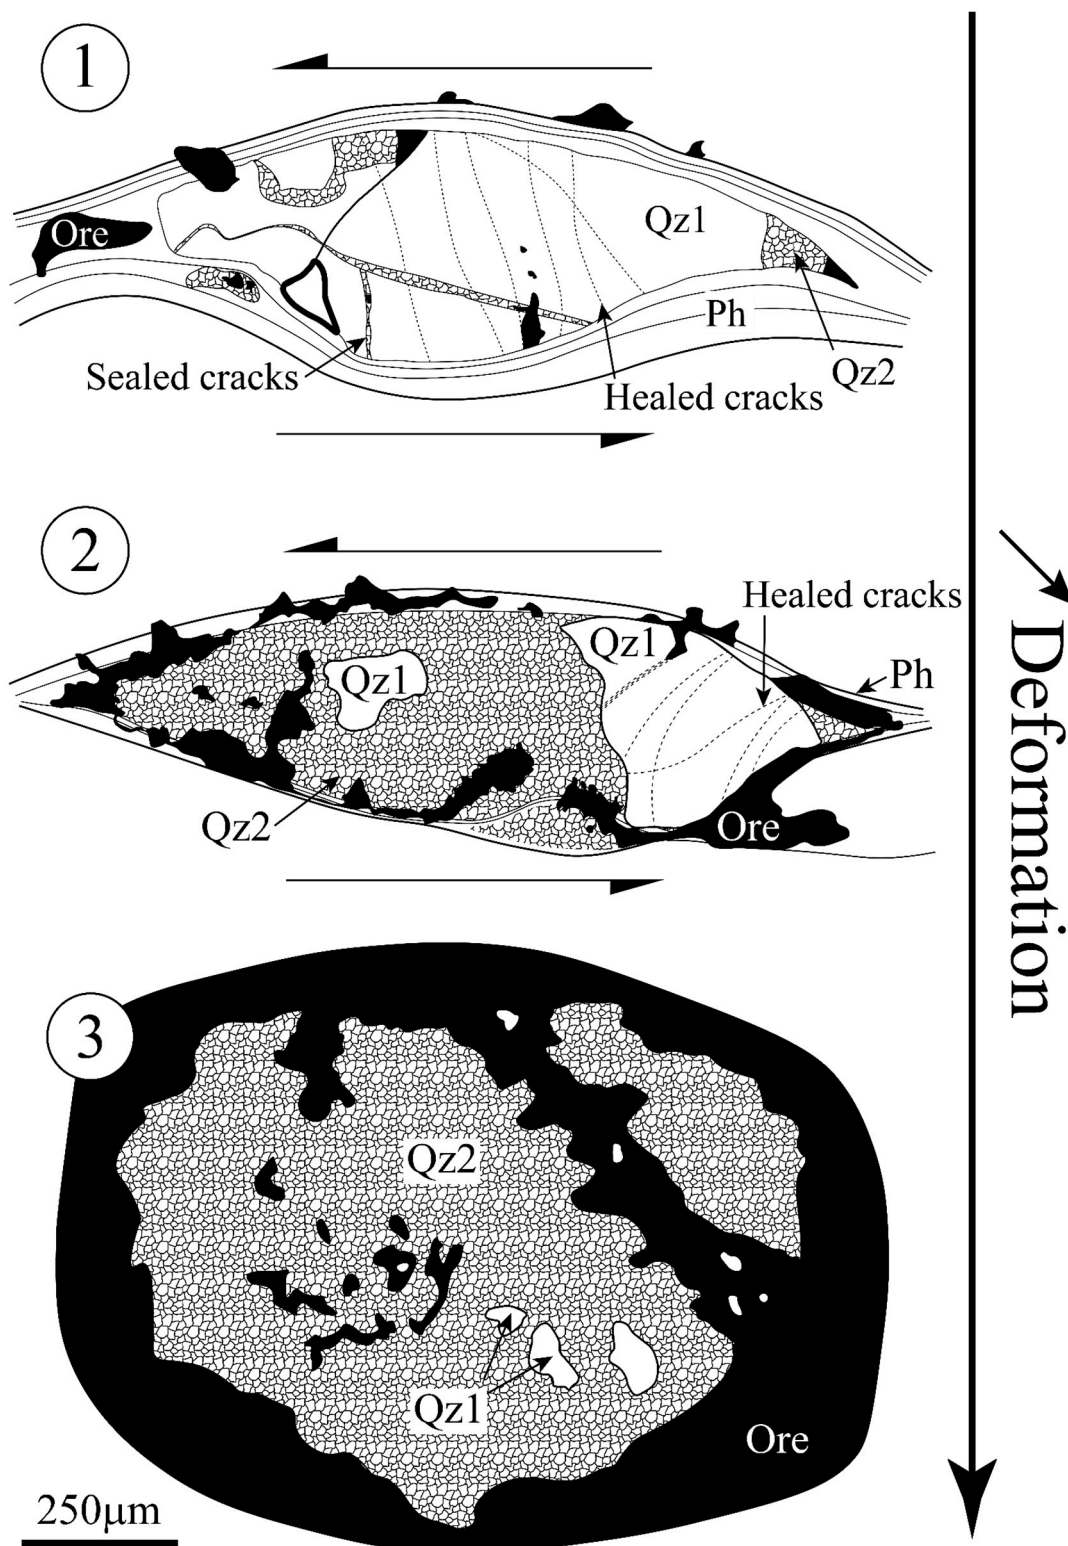 1
Ore
Qz1
Ph
Qz2
Sealed cracks
Healed cracks
2
Healed cracks
Qz1
Qz1
Ph
Qz2
Ore
3
Qz2
Qz1
Ore
250μm
Deformation